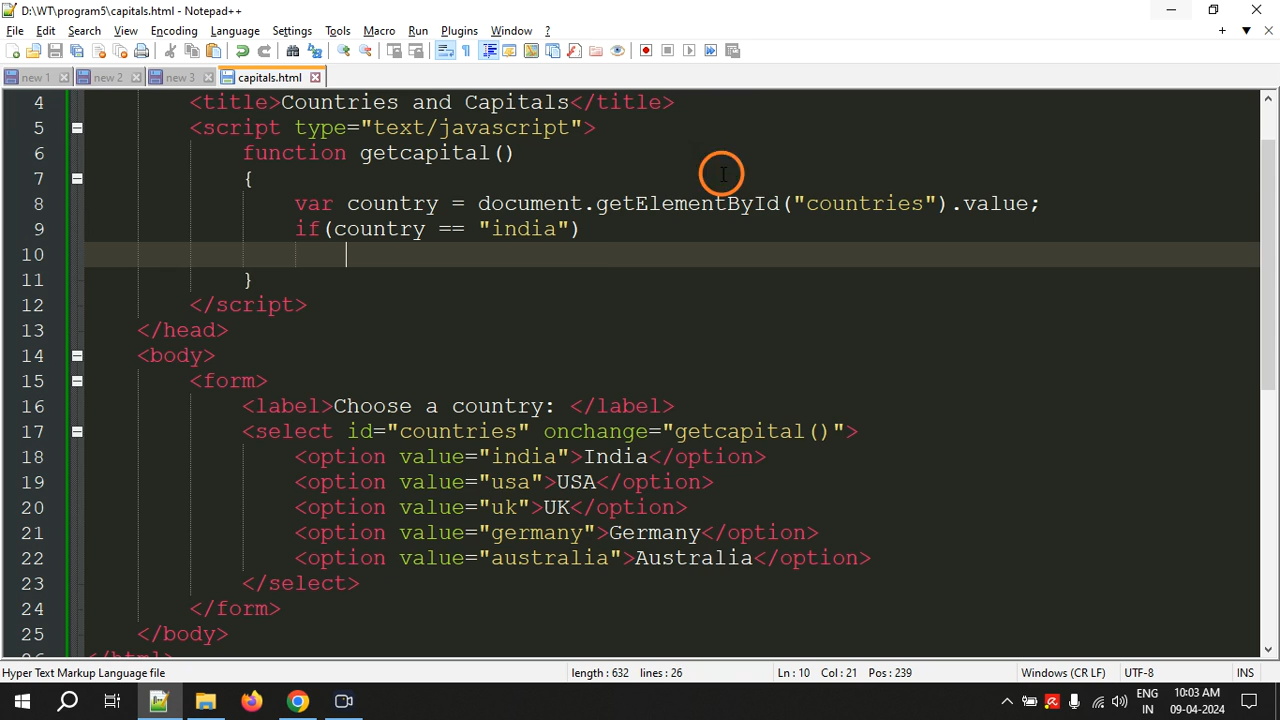 D:\WT\program5\capitals.html - Notepad++
File Edit Search View Encoding Language Settings Tools Macro Run Plugins Window ?
new 1 new 2 new 3 capitals.html
4 <title>Countries and Capitals</title>
5 <script type="text/javascript">
6 function getcapital()
7 {
8 var country = document.getElementById("countries").value;
9 if(country == "india")
10
11 }
12 </script>
13 </head>
14 <body>
15 <form>
16 <label>Choose a country: </label>
17 <select id="countries" onchange="getcapital()">
18 <option value="india">India</option>
19 <option value="usa">USA</option>
20 <option value="uk">UK</option>
21 <option value="germany">Germany</option>
22 <option value="australia">Australia</option>
23 </select>
24 </form>
25 </body>
26 </html>
Hyper Text Markup Language file length : 632 lines : 26 Ln : 10 Col : 21 Pos : 239 Windows (CR LF) UTF-8 INS
ENG 10:03 AM
IN 09-04-2024